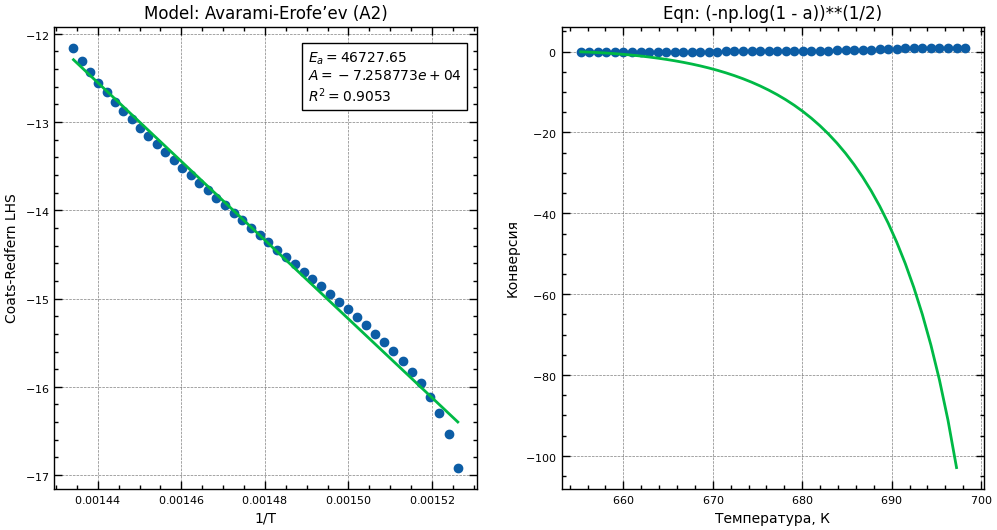 Model: Avarami-Erofe’ev (A2)
Eqn: (-np.log(1 - a))**(1/2)
E_a = 46727.65
A = −7.258773e + 04
R^2 = 0.9053
Coats-Redfern LHS
−12
−13
−14
−15
−16
−17
0.00144
0.00146
0.00148
0.00150
0.00152
1/T
Конверсия
0
−20
−40
−60
−80
−100
660
670
680
690
700
Температура, К